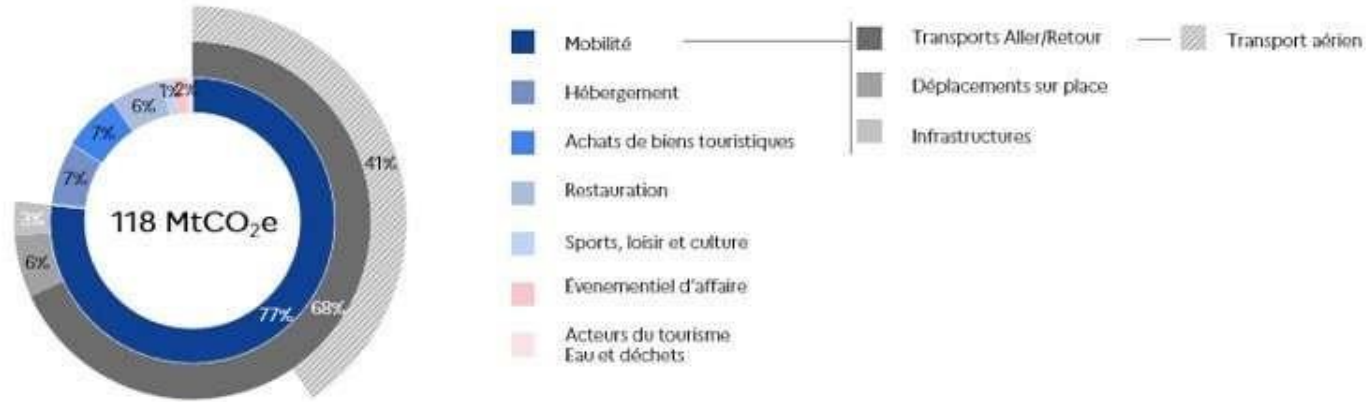 1%
2%
6%
7%
7%
3%
6%
41%
68%
77%
118 MtCO₂e
Mobilité
Transports Aller/Retour
Transport aérien
Hébergement
Déplacements sur place
Achats de biens touristiques
Infrastructures
Restauration
Sports, loisir et culture
Évenementiel d'affaire
Acteurs du tourisme
Eau et déchets